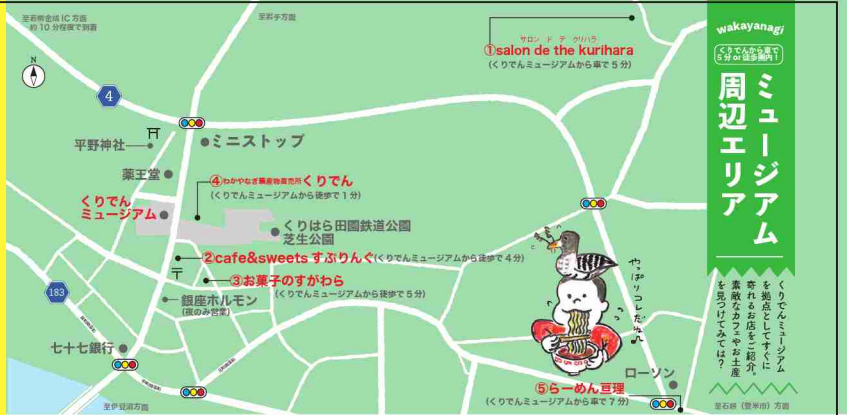 至若柳金成IC方面
約10分程度で到着
至岩手方面
サロン ド テ クリハラ
①salon de the kurihara
(くりでんミュージアムから車で5分)
wakayanagi
くりでんから車で
5分or徒歩圏内!
ミュージアム
周辺エリア
N
4
平野神社
ミニストップ
薬王堂
④わかやなぎ農産物直売所くりでん
(くりでんミュージアムから徒歩で1分)
くりでん
ミュージアム
くりはら田園鉄道公園
芝生公園
②cafe&sweets すぷりんぐ(くりでんミュージアムから徒歩で4分)
〒
③お菓子のすがわら
(くりでんミュージアムから徒歩で5分)
183
銀座ホルモン
(夜のみ営業)
やっぱりコレだねぇ
くりでんミュージアム
を拠点としてすぐに
寄れるお店をご紹介。
素敵なカフェやお土産
を見つけてみては?
七十七銀行
ローソン
⑤らーめん亘理
(くりでんミュージアムから車で7分)
至伊豆沼方面
至石越(登米市)方面